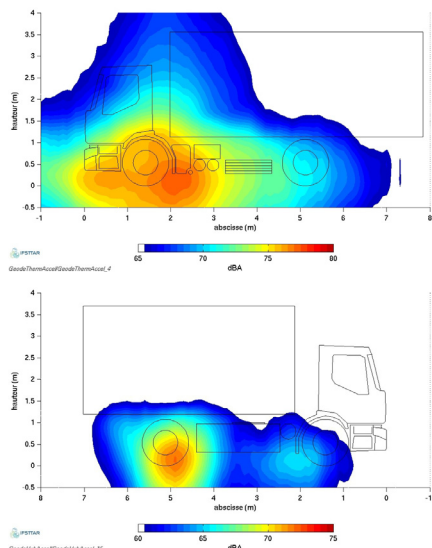 4
3.5
3
2.5
2
1.5
1
0.5
0
-0.5
hauteur (m)
-1 0 1 2 3 4 5 6 7 8
abscisse (m)
IFSTTAR
65 70 75 80
dBA
GeodeThermAccel/GeodeThermAccel_4
4
3.5
3
2.5
2
1.5
1
0.5
0
-0.5
hauteur (m)
8 7 6 5 4 3 2 1 0 -1
abscisse (m)
IFSTTAR
60 65 70 75
dBA